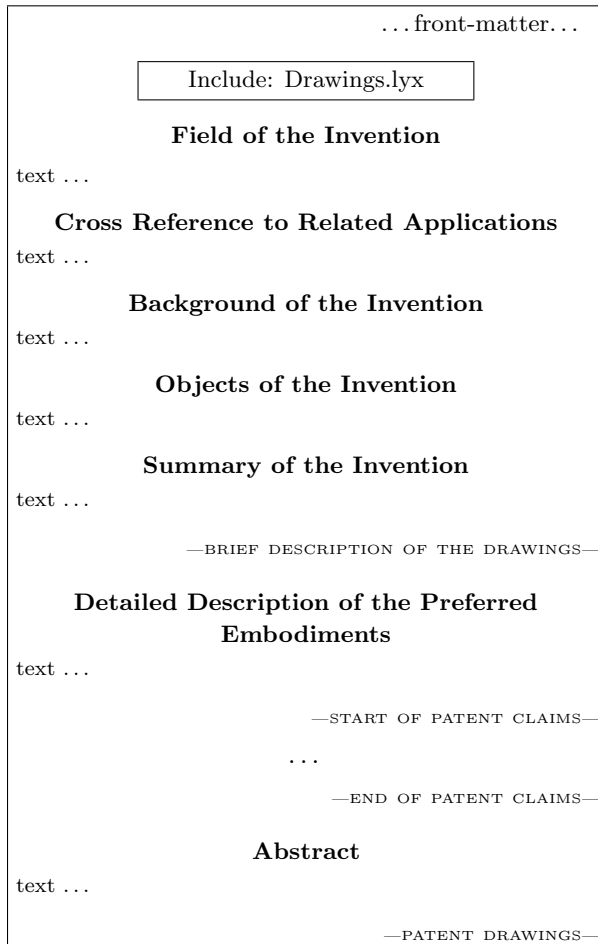 ...front-matter...
Include: Drawings.lyx
Field of the Invention
text ...
Cross Reference to Related Applications
text ...
Background of the Invention
text ...
Objects of the Invention
text ...
Summary of the Invention
text ...
—BRIEF DESCRIPTION OF THE DRAWINGS—
Detailed Description of the Preferred
Embodiments
text ...
—START OF PATENT CLAIMS—
...
—END OF PATENT CLAIMS—
Abstract
text ...
—PATENT DRAWINGS—